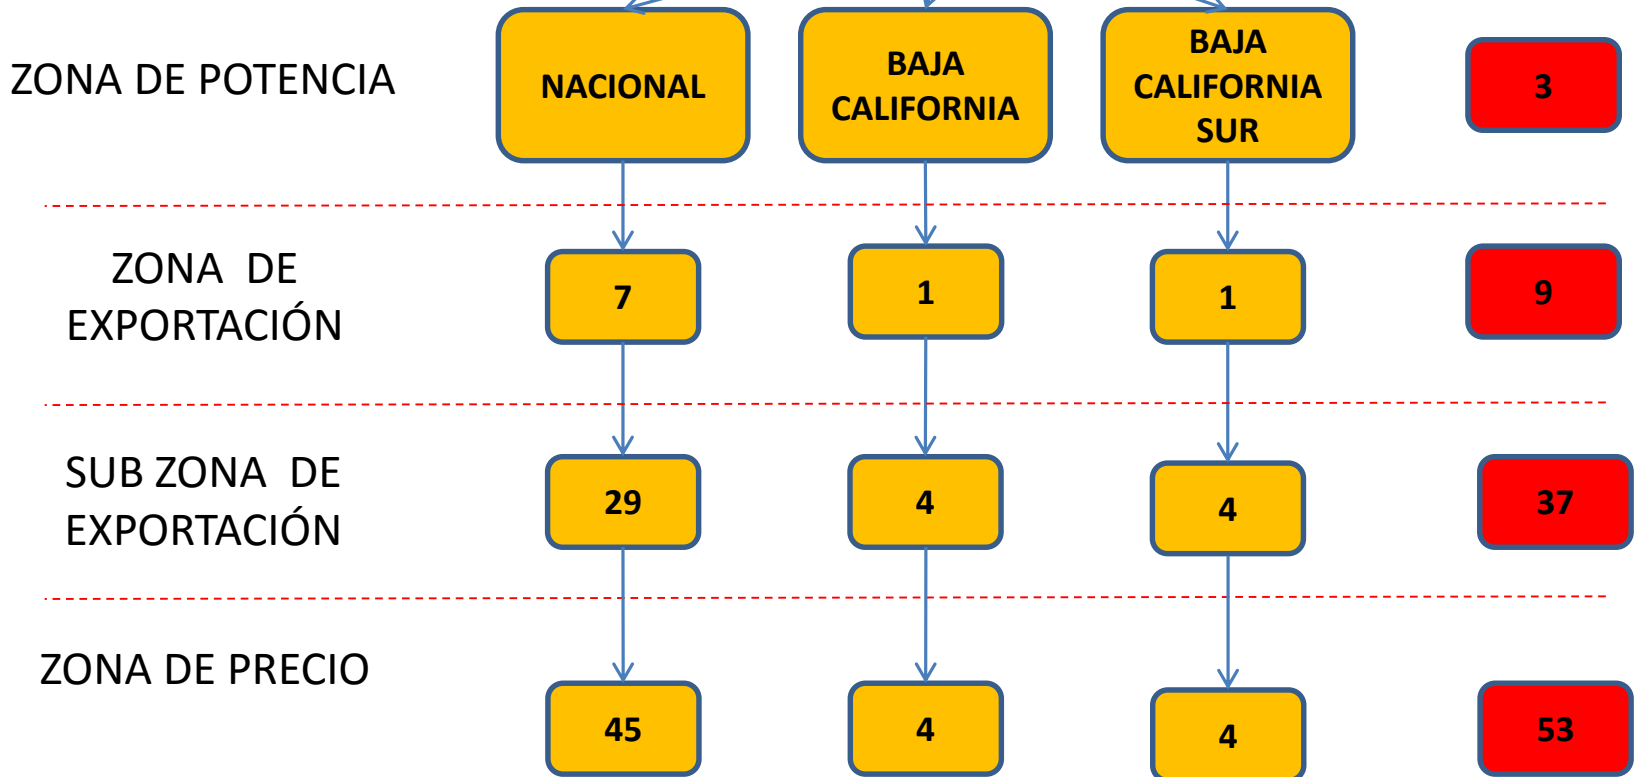 ZONA DE POTENCIA
NACIONAL
BAJA
CALIFORNIA
BAJA
CALIFORNIA
SUR
3
ZONA DE
EXPORTACIÓN
7
1
1
9
SUB ZONA DE
EXPORTACIÓN
29
4
4
37
ZONA DE PRECIO
45
4
4
53